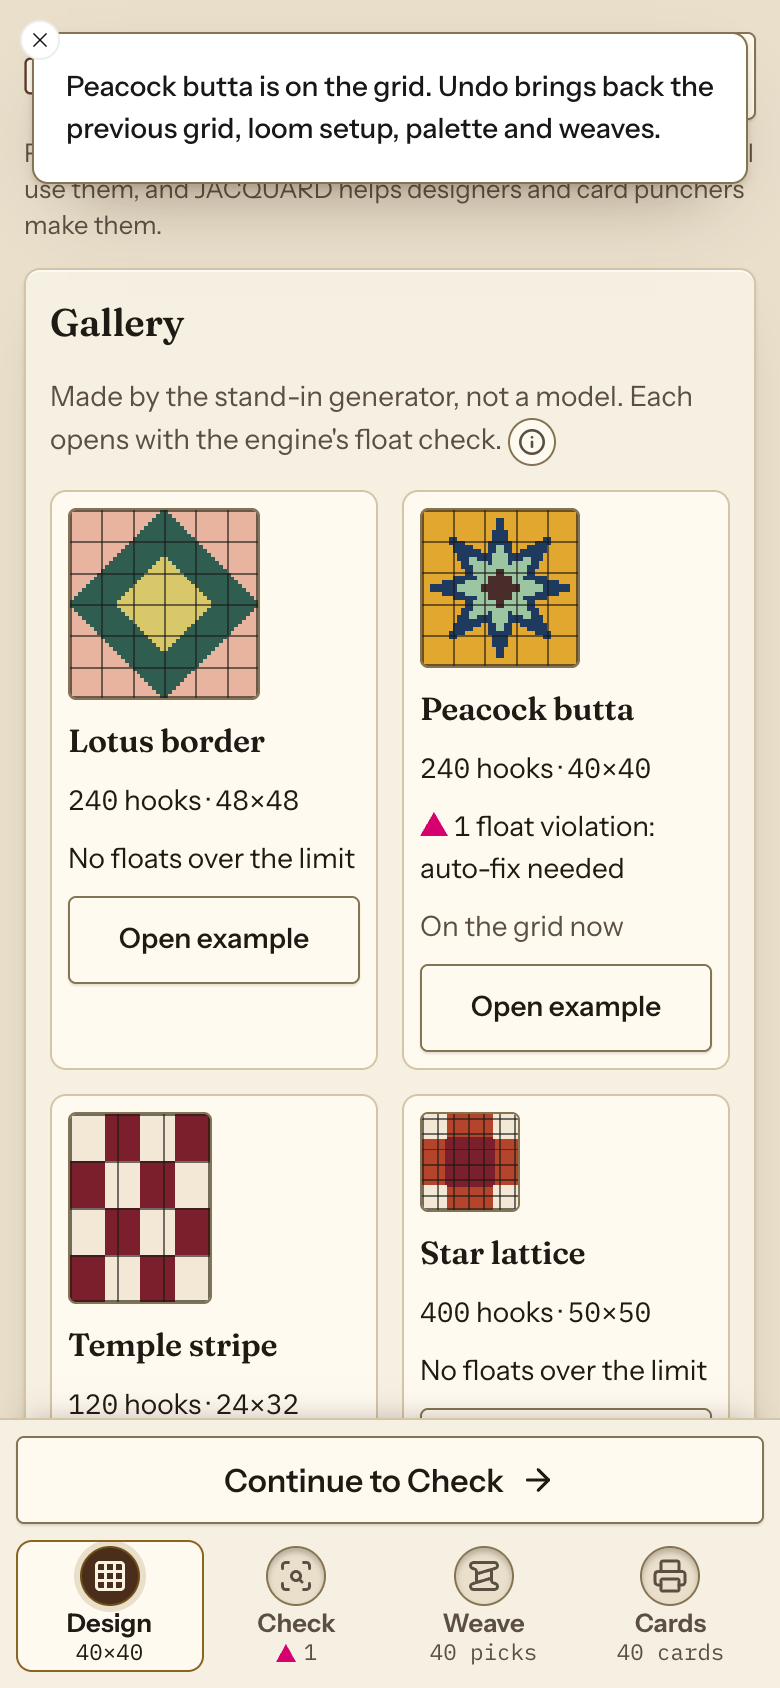 Peacock butta is on the grid. Undo brings back the
previous grid, loom setup, palette and weaves.
use them, and JACQUARD helps designers and card punchers
make them.
Gallery
Made by the stand-in generator, not a model. Each
opens with the engine's float check.
Lotus border
240 hooks·48×48
No floats over the limit
Open example
Peacock butta
240 hooks·40×40
1 float violation:
auto-fix needed
On the grid now
Open example
Temple stripe
120 hooks·24×32
Star lattice
400 hooks·50×50
No floats over the limit
Continue to Check
Design
40×40
Check
1
Weave
40 picks
Cards
40 cards